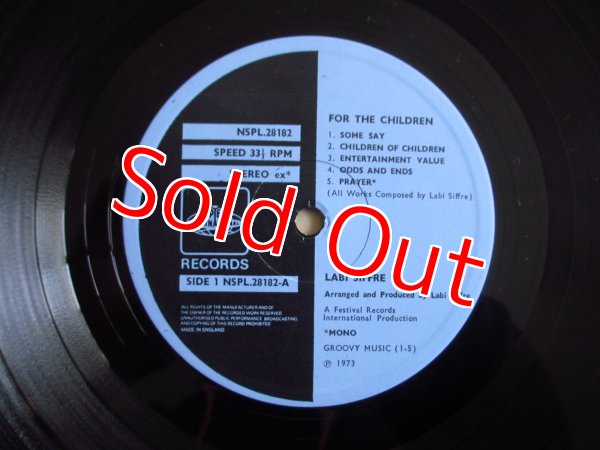 NSPL.28182
SPEED 33⅓ RPM
STEREO ex*
RECORDS
SIDE 1 NSPL.28182-A
ALL RIGHTS OF THE MANUFACTURER AND OF
THE OWNER OF THE RECORDED WORK RESERVED
UNAUTHORISED PUBLIC PERFORMANCE BROADCASTING
AND COPYING OF THIS RECORD PROHIBITED
MADE IN ENGLAND
FOR THE CHILDREN
1. SOME SAY
2. CHILDREN OF CHILDREN
3. ENTERTAINMENT VALUE
4. ODDS AND ENDS
5. PRAYER*
(All Works Composed by Labi Siffre)
LABI SIFFRE
Arranged and Produced by Labi Siffre
A Festival Records
International Production
*MONO
GROOVY MUSIC (1-5)
℗ 1973
Sold Out